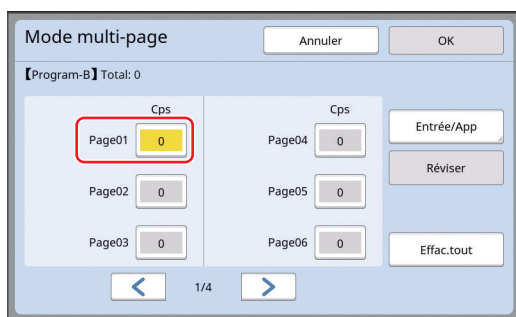 Mode multi-page
Annuler
OK
【Program-B】Total: 0
Cps
Cps
Page01 0
Page04 0
Entrée/App
Page02 0
Page05 0
Réviser
Page03 0
Page06 0
Effac.tout
1/4